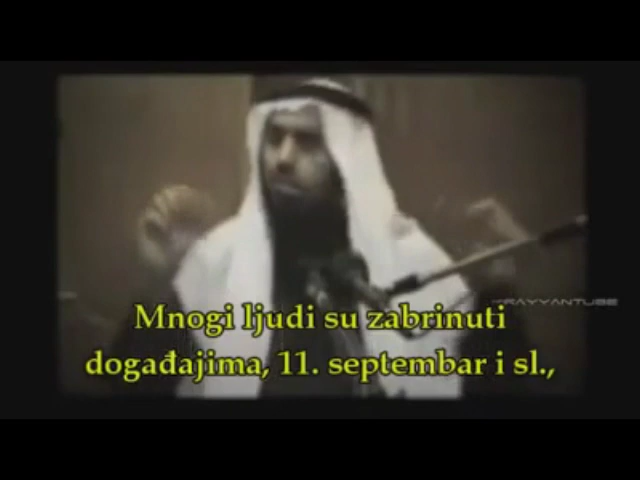 RAYYANTUBE
Mnogi ljudi su zabrinuti
događajima, 11. septembar i sl.,